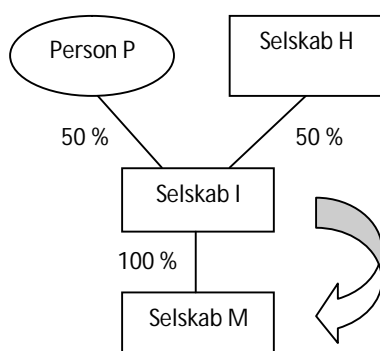 Person P
Selskab H
50 %
50 %
Selskab I
100 %
Selskab M